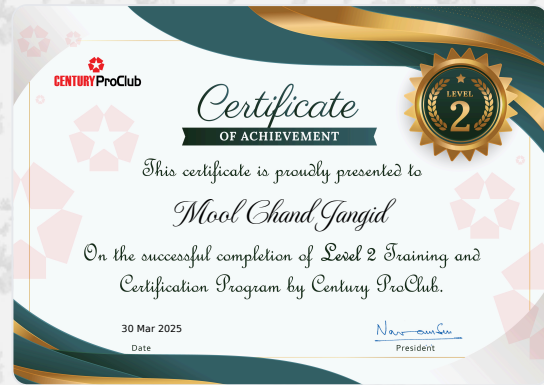 CENTURY ProClub
Certificate
OF ACHIEVEMENT
LEVEL
2
This certificate is proudly presented to
Mool Chand Jangid
On the successful completion of Level 2 Training and
Certification Program by Century ProClub.
30 Mar 2025
Date
President